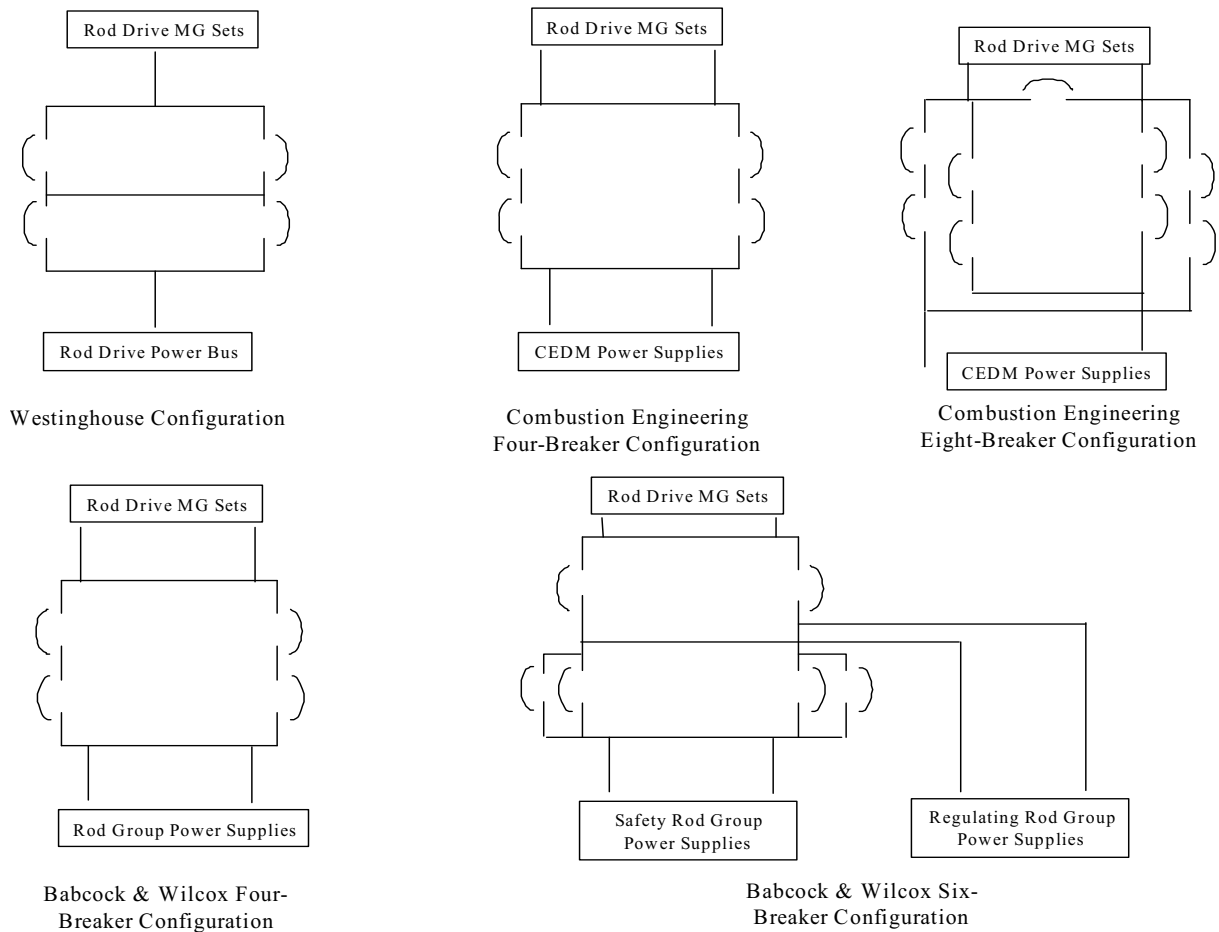 Rod Drive MG Sets
Rod Drive Power Bus
Westinghouse Configuration
Rod Drive MG Sets
CEDM Power Supplies
Combustion Engineering
Four-Breaker Configuration
Rod Drive MG Sets
CEDM Power Supplies
Combustion Engineering
Eight-Breaker Configuration
Rod Drive MG Sets
Rod Group Power Supplies
Babcock & Wilcox Four-
Breaker Configuration
Rod Drive MG Sets
Safety Rod Group
Power Supplies
Regulating Rod Group
Power Supplies
Babcock & Wilcox Six-
Breaker Configuration